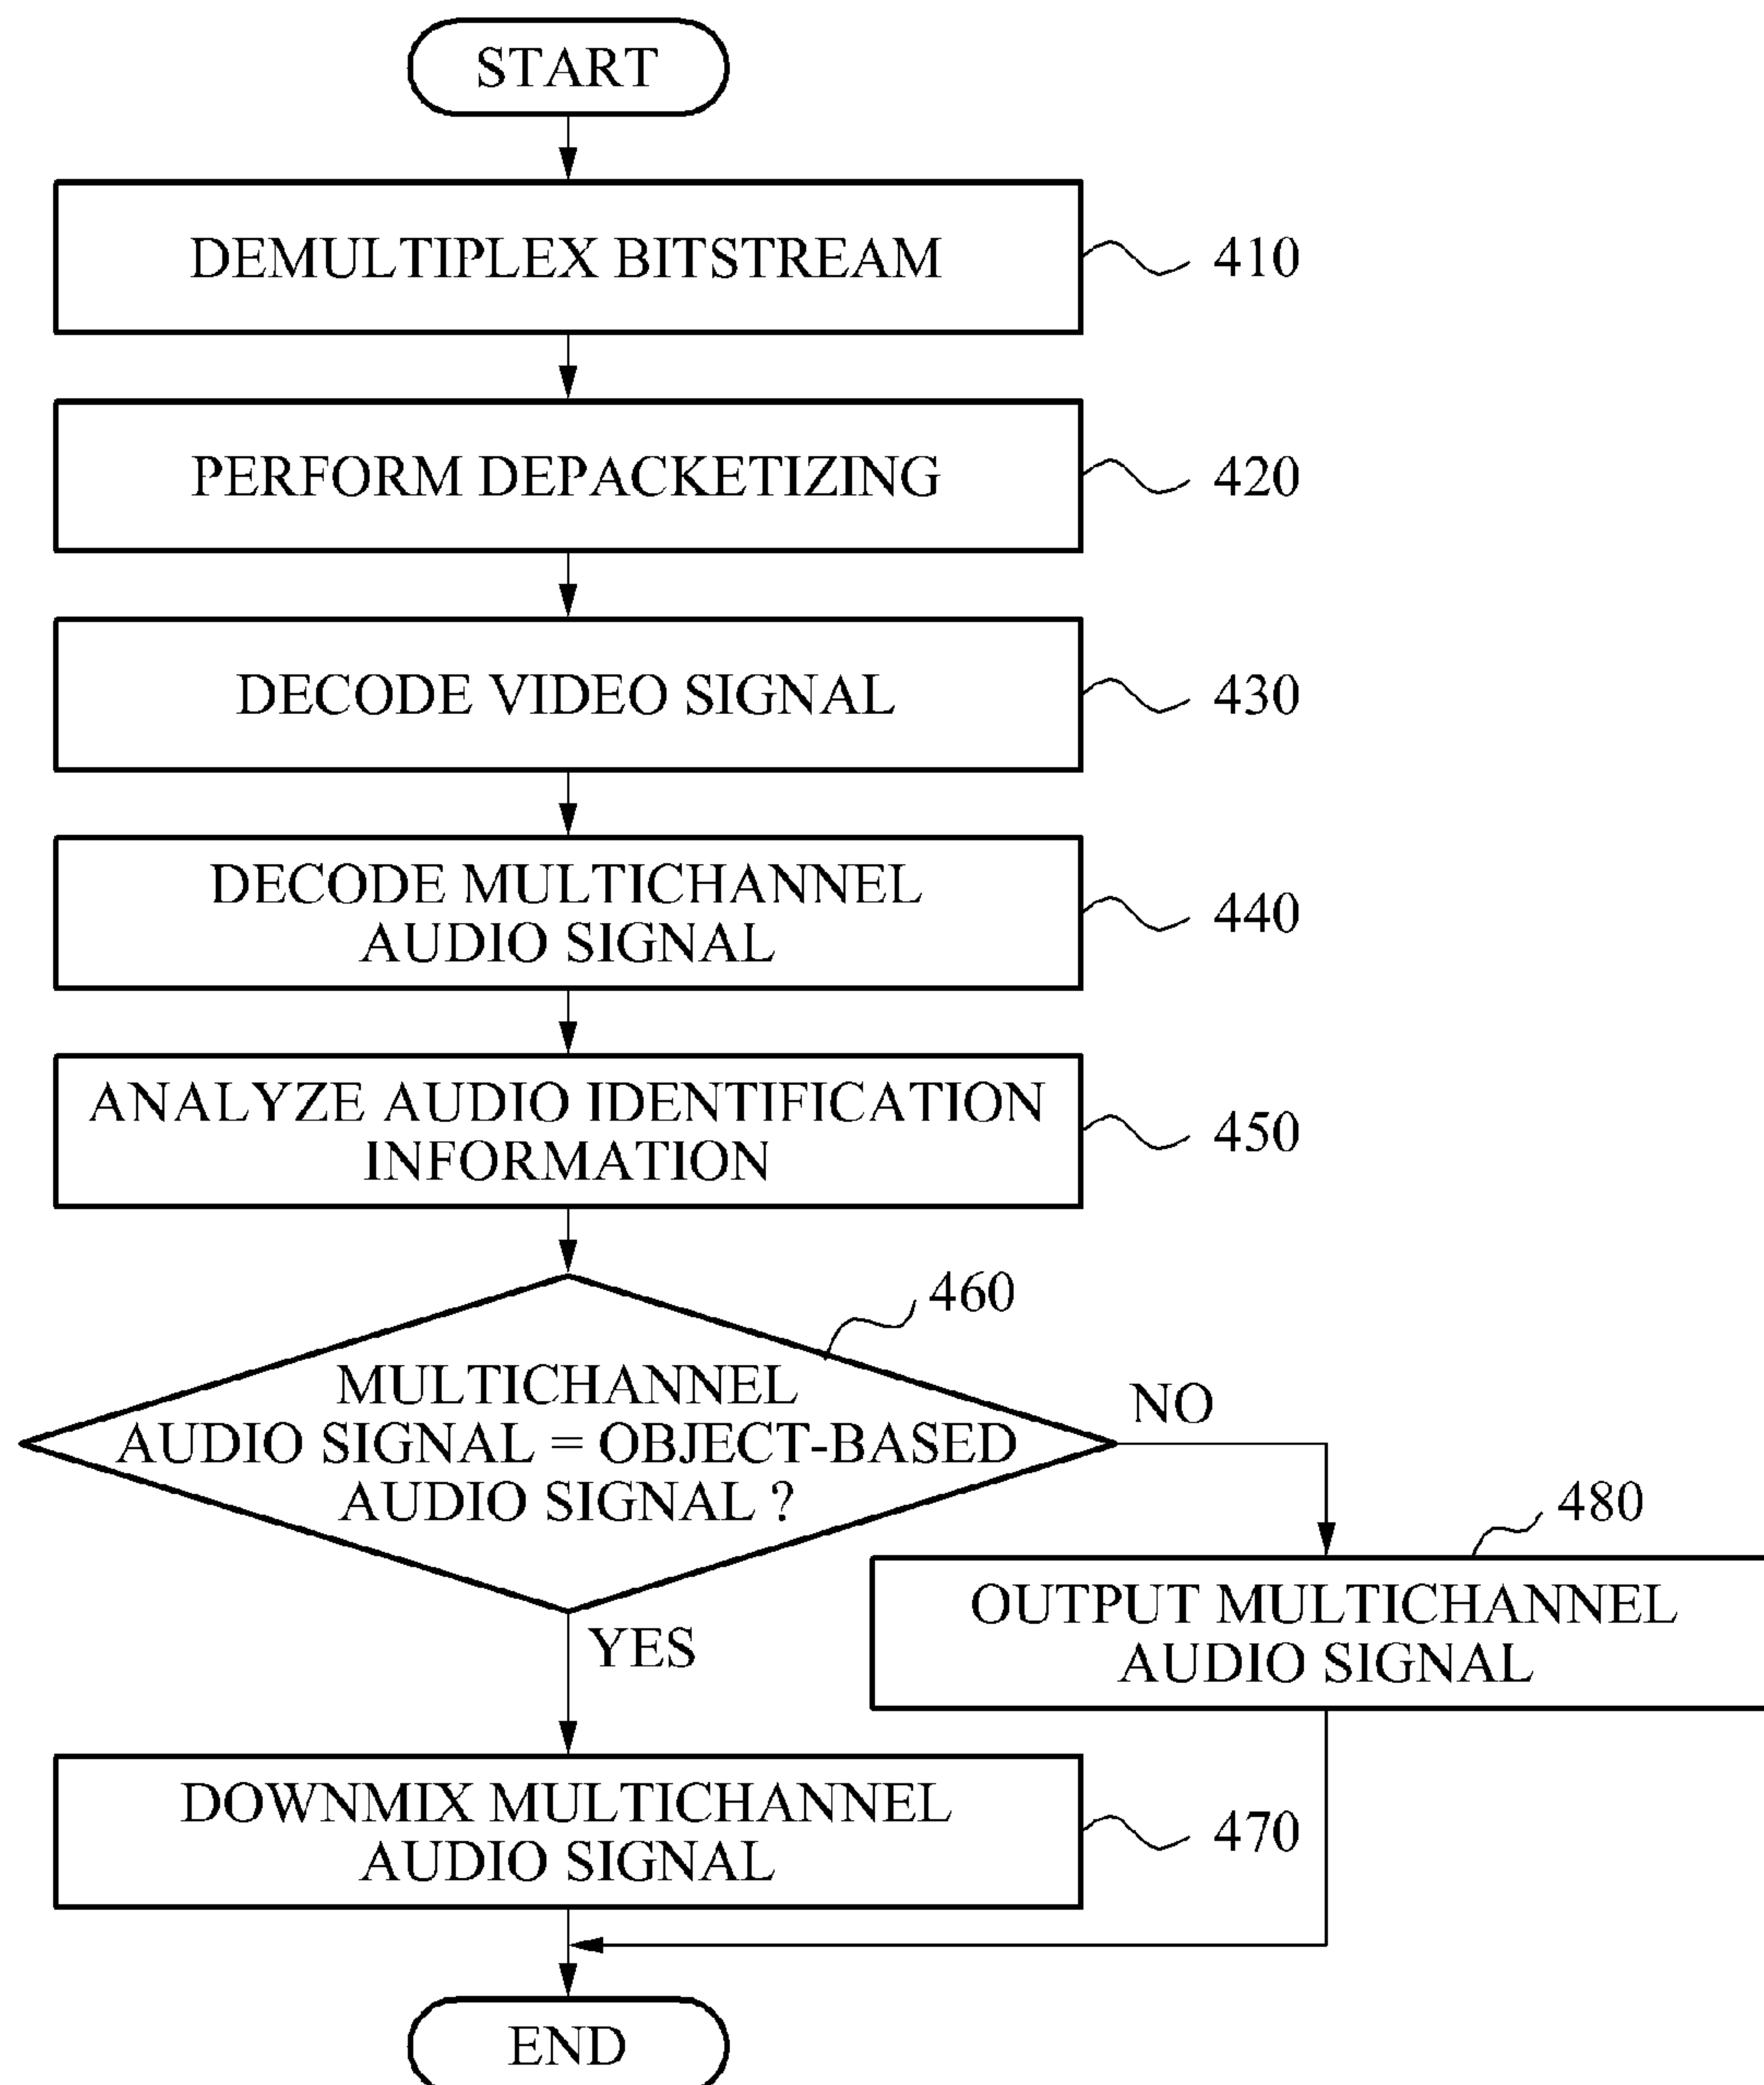 START
DEMULTIPLEX BITSTREAM
410
PERFORM DEPACKETIZING
420
DECODE VIDEO SIGNAL
430
DECODE MULTICHANNEL
AUDIO SIGNAL
440
ANALYZE AUDIO IDENTIFICATION
INFORMATION
450
460
MULTICHANNEL
AUDIO SIGNAL = OBJECT-BASED
AUDIO SIGNAL ?
NO
480
OUTPUT MULTICHANNEL
AUDIO SIGNAL
YES
DOWNMIX MULTICHANNEL
AUDIO SIGNAL
470
END